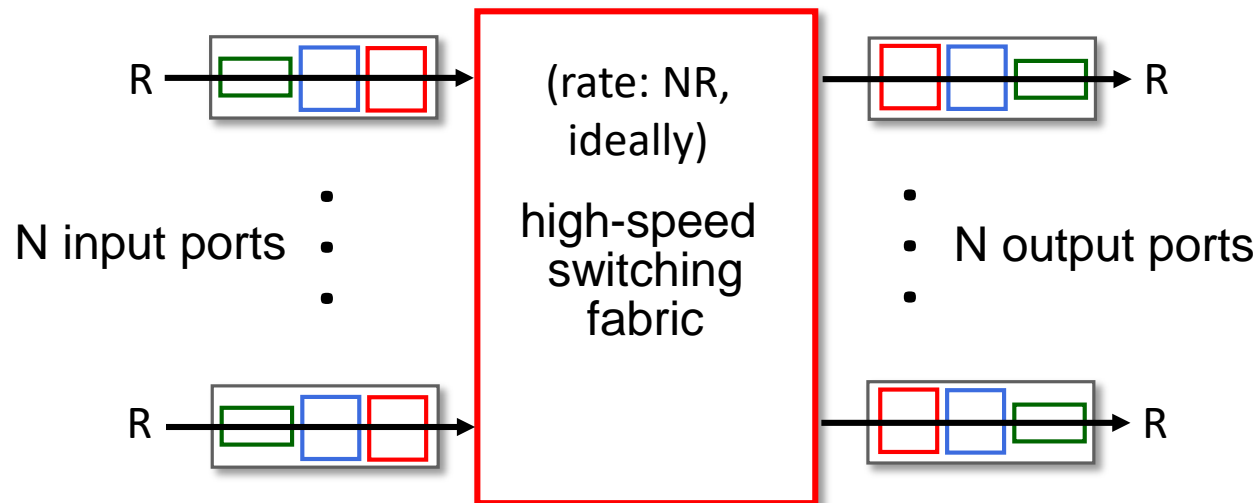 R
(rate: NR,
ideally)
R
N input ports
high-speed
switching
fabric
N output ports
R
R